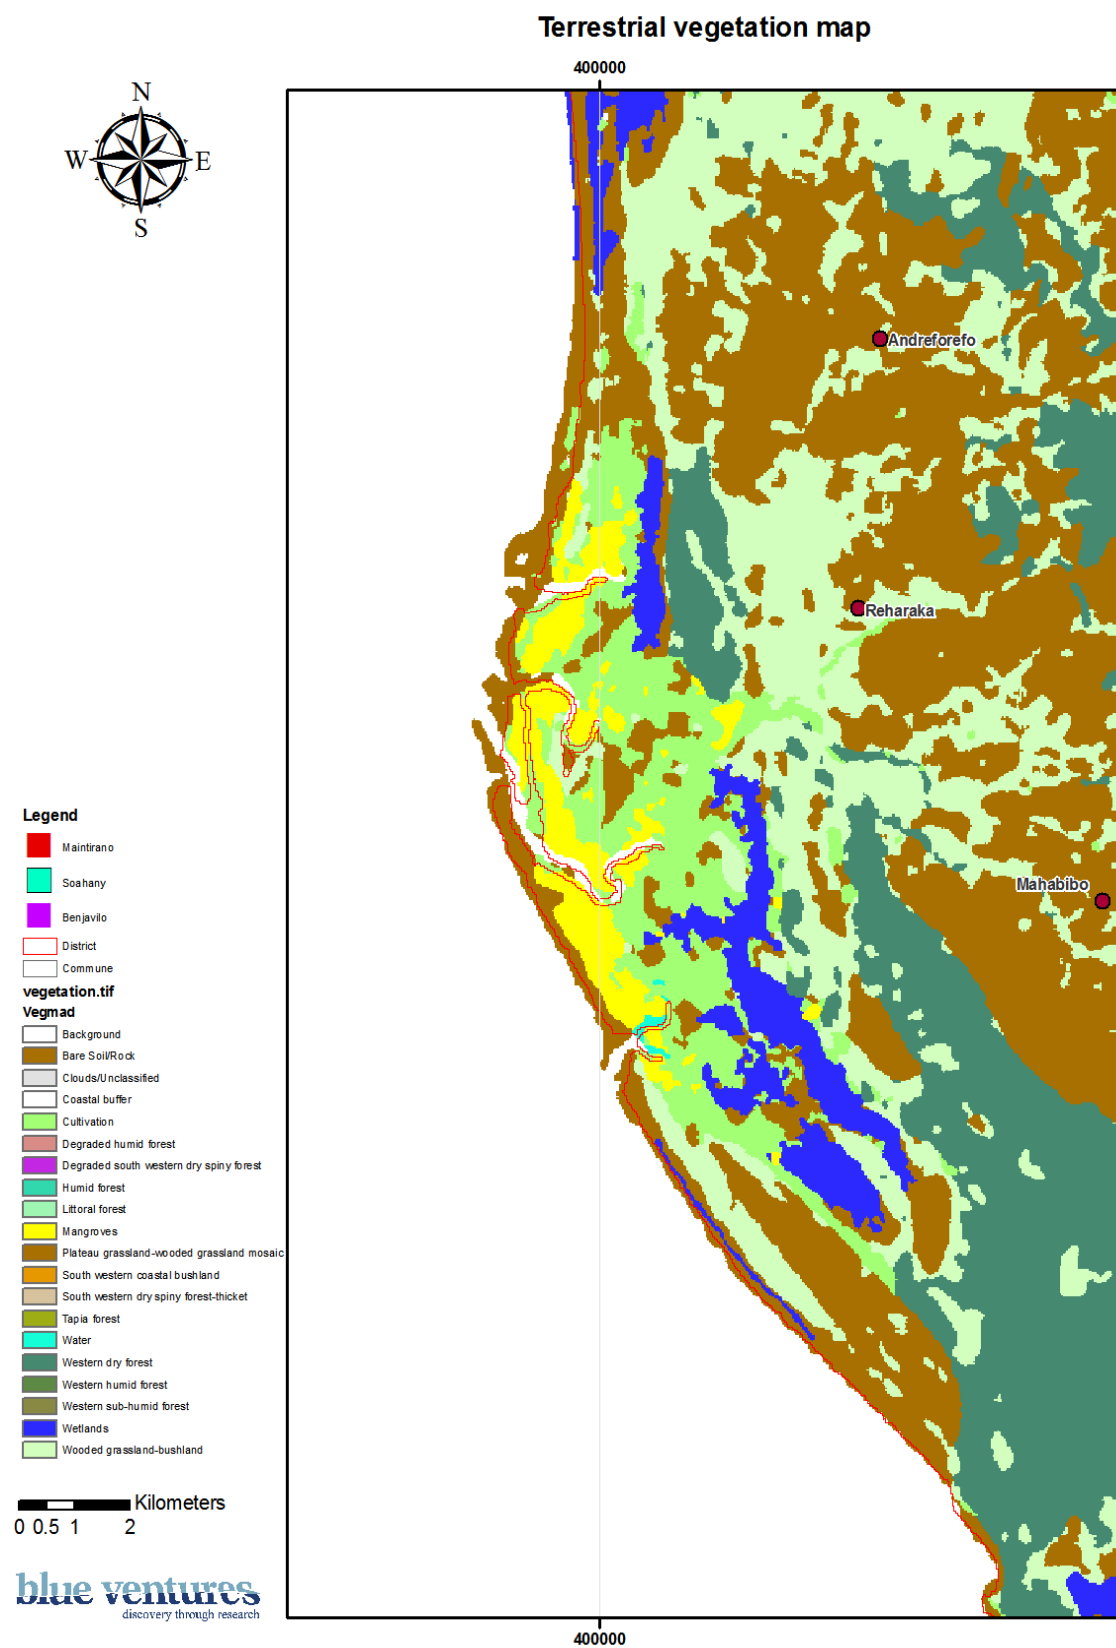 Terrestrial vegetation map
400000
N
W E
S
Andreforefo
Reharaka
Mahabibo
Legend
Maintirano
Soahany
Benjavilo
District
Commune
vegetation.tif
Vegmad
Background
Bare Soil/Rock
Clouds/Unclassified
Coastal buffer
Cultivation
Degraded humid forest
Degraded south western dry spiny forest
Humid forest
Littoral forest
Mangroves
Plateau grassland-wooded grassland mosaic
South western coastal bushland
South western dry spiny forest-thicket
Tapia forest
Water
Western dry forest
Western humid forest
Western sub-humid forest
Wetlands
Wooded grassland-bushland
Kilometers
0 0.5 1 2
blue ventures
discovery through research
400000